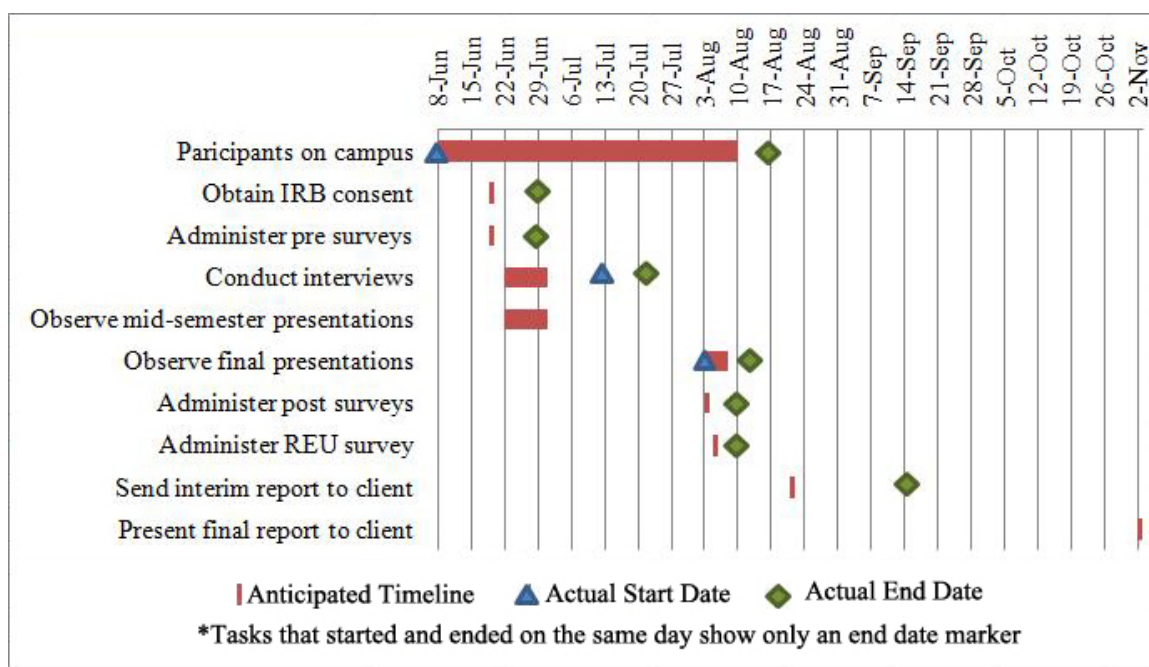 8-Jun
15-Jun
22-Jun
29-Jun
6-Jul
13-Jul
20-Jul
27-Jul
3-Aug
10-Aug
17-Aug
24-Aug
31-Aug
7-Sep
14-Sep
21-Sep
28-Sep
5-Oct
12-Oct
19-Oct
26-Oct
2-Nov
Paricipants on campus
Obtain IRB consent
Administer pre surveys
Conduct interviews
Observe mid-semester presentations
Observe final presentations
Administer post surveys
Administer REU survey
Send interim report to client
Present final report to client
Anticipated Timeline Actual Start Date Actual End Date
*Tasks that started and ended on the same day show only an end date marker